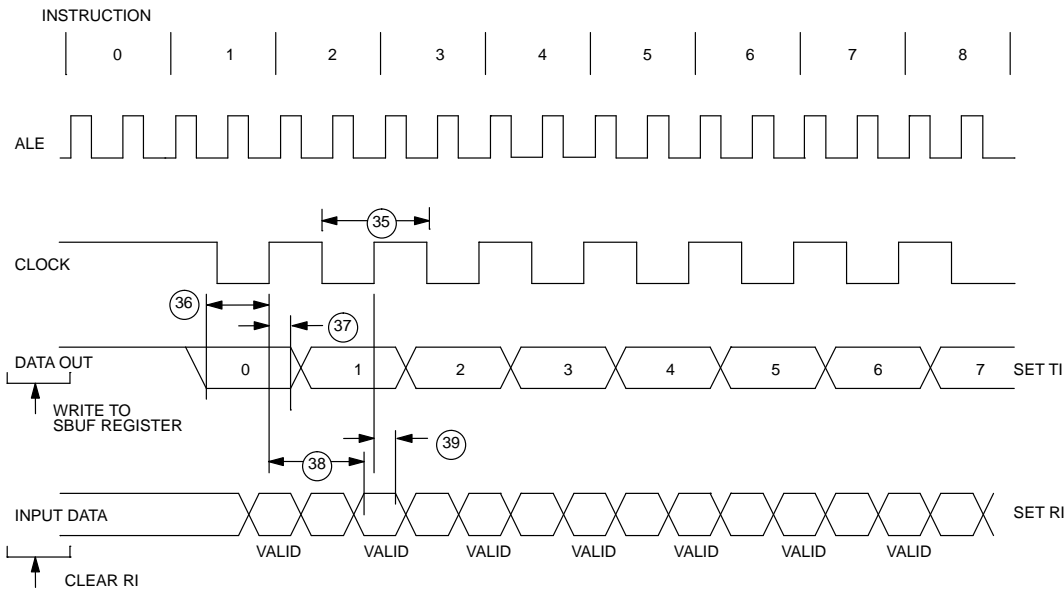 INSTRUCTION
0 1 2 3 4 5 6 7 8
ALE
35
CLOCK
36
37
DATA OUT
0 1 2 3 4 5 6 7
SET TI
WRITE TO
SBUF REGISTER
39
38
INPUT DATA
SET RI
VALID VALID VALID VALID VALID VALID VALID
CLEAR RI